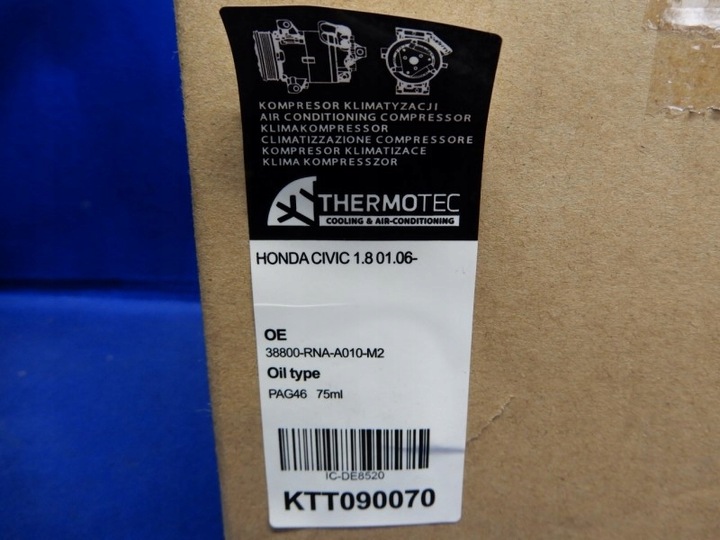 KOMPRESOR KLIMATYZACJI
AIR CONDITIONING COMPRESSOR
KLIMAKOMPRESSOR
CLIMATIZZAZIONE COMPRESSORE
KOMPRESOR KLIMATIZACE
KLIMA KOMPRESSZOR
THERMOTEC
COOLING & AIR-CONDITIONING
HONDA CIVIC 1.8 01.06-
OE
38800-RNA-A010-M2
Oil type
PAG46 75ml
IC-DE8520
KTT090070